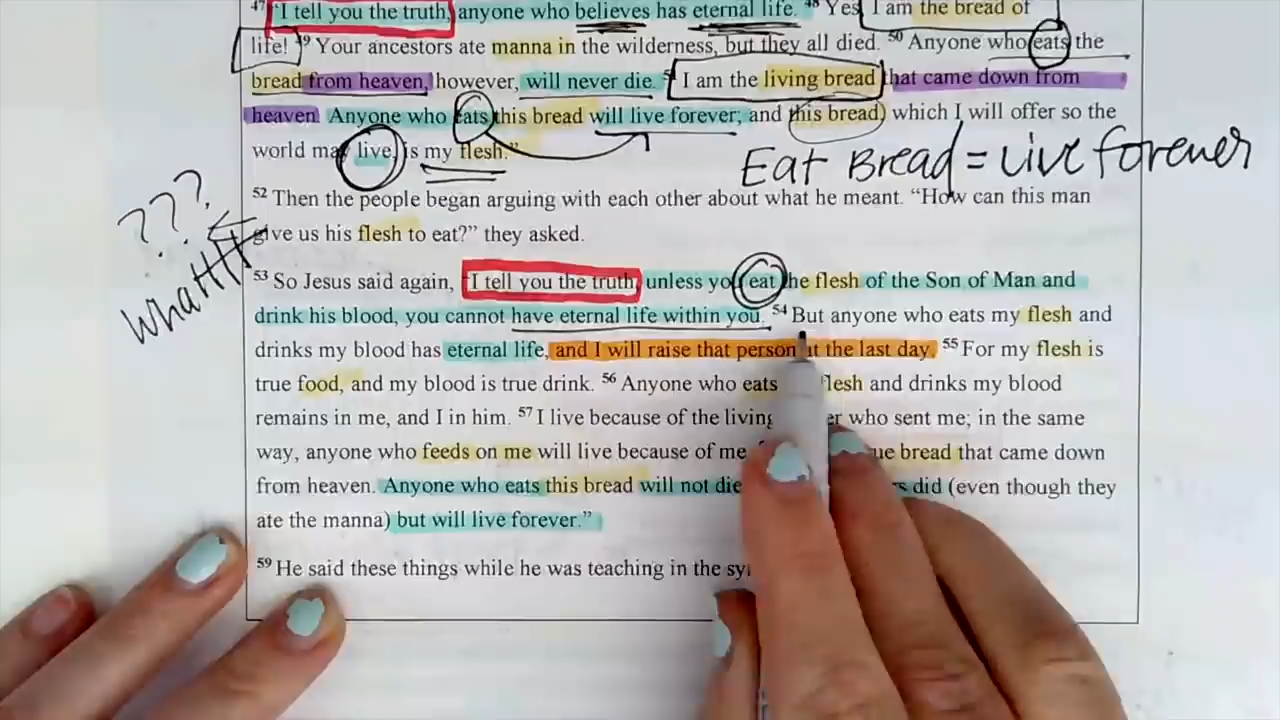 47 "I tell you the truth, anyone who believes has eternal life. 48 Yes I am the bread of
life! 49 Your ancestors ate manna in the wilderness, but they all died. 50 Anyone who eats the
bread from heaven, however, will never die. 51 I am the living bread that came down from
heaven. Anyone who eats this bread will live forever; and this bread, which I will offer so the
world may live, is my flesh."
Eat Bread = Live forever
52 Then the people began arguing with each other about what he meant. "How can this man
give us his flesh to eat?" they asked.
???
what
53 So Jesus said again, "I tell you the truth, unless you eat the flesh of the Son of Man and
drink his blood, you cannot have eternal life within you. 54 But anyone who eats my flesh and
drinks my blood has eternal life, and I will raise that person at the last day. 55 For my flesh is
true food, and my blood is true drink. 56 Anyone who eats flesh and drinks my blood
remains in me, and I in him. 57 I live because of the living who sent me; in the same
way, anyone who feeds on me will live because of me. bread that came down
from heaven. Anyone who eats this bread will not die did (even though they
ate the manna) but will live forever."
59 He said these things while he was teaching in the